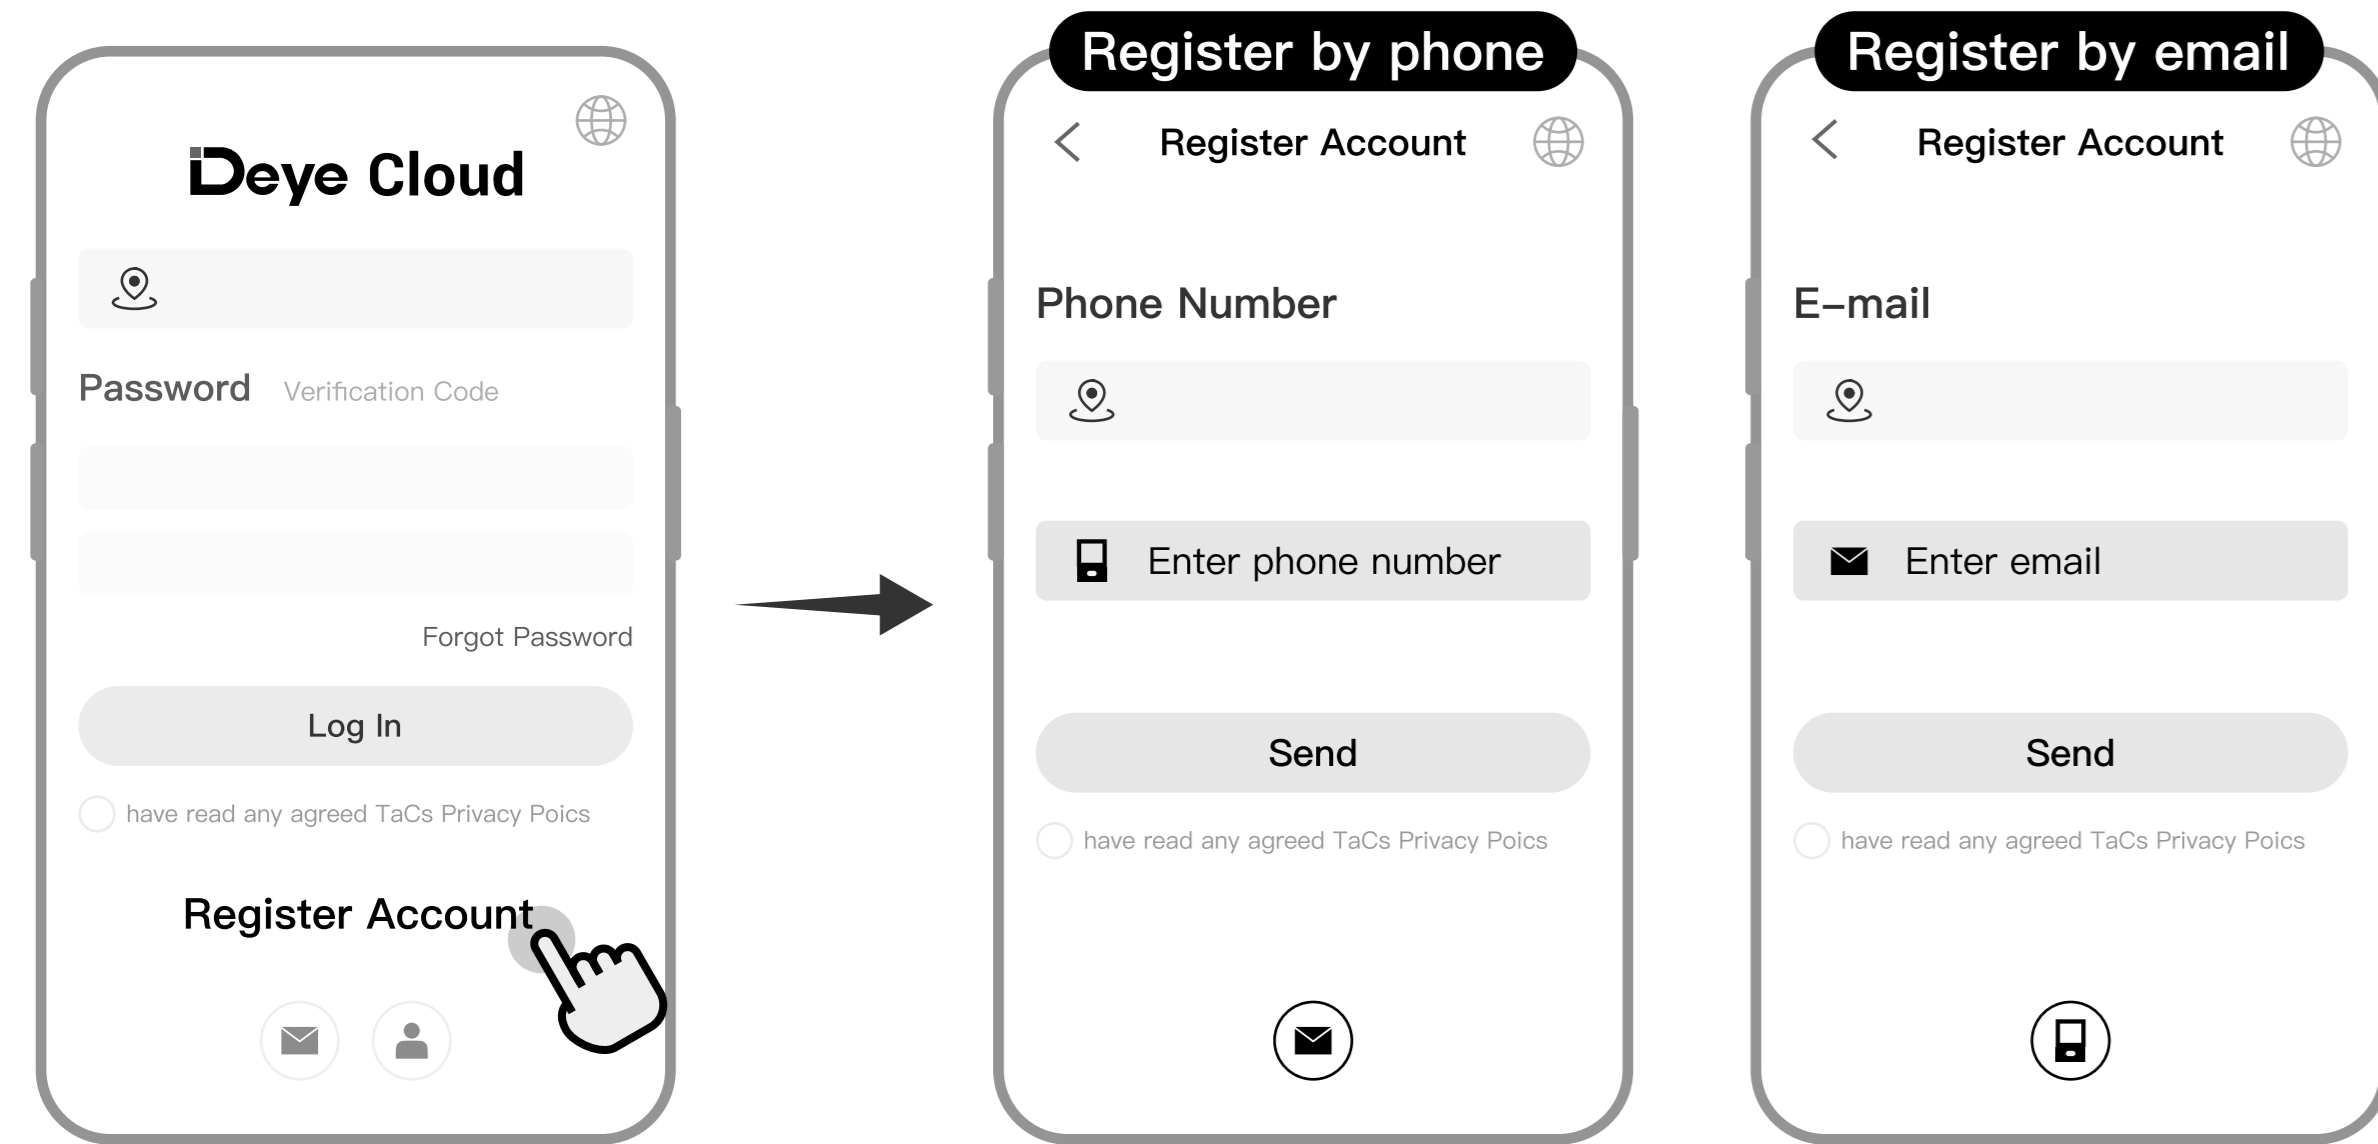 Deye Cloud
Password Verification Code
Forgot Password
Log In
have read any agreed TaCs Privacy Poics
Register Account
Register by phone
Register Account
Phone Number
Enter phone number
Send
have read any agreed TaCs Privacy Poics
Register by email
Register Account
E-mail
Enter email
Send
have read any agreed TaCs Privacy Poics